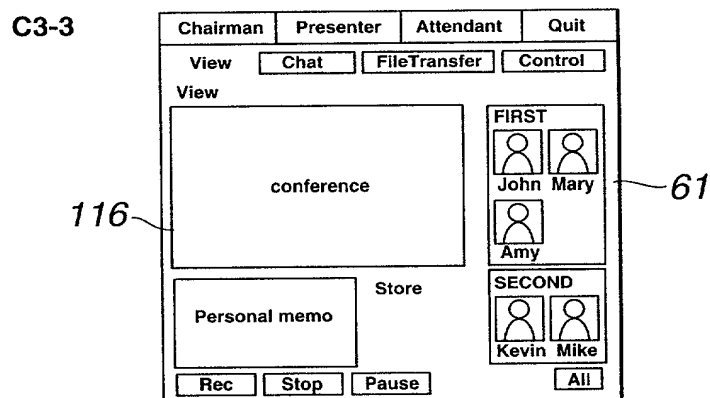 C3-3
Chairman Presenter Attendant Quit
View Chat FileTransfer Control
View
conference
116
FIRST
John Mary
Amy
61
Personal memo
Store
SECOND
Kevin Mike
Rec Stop Pause
All